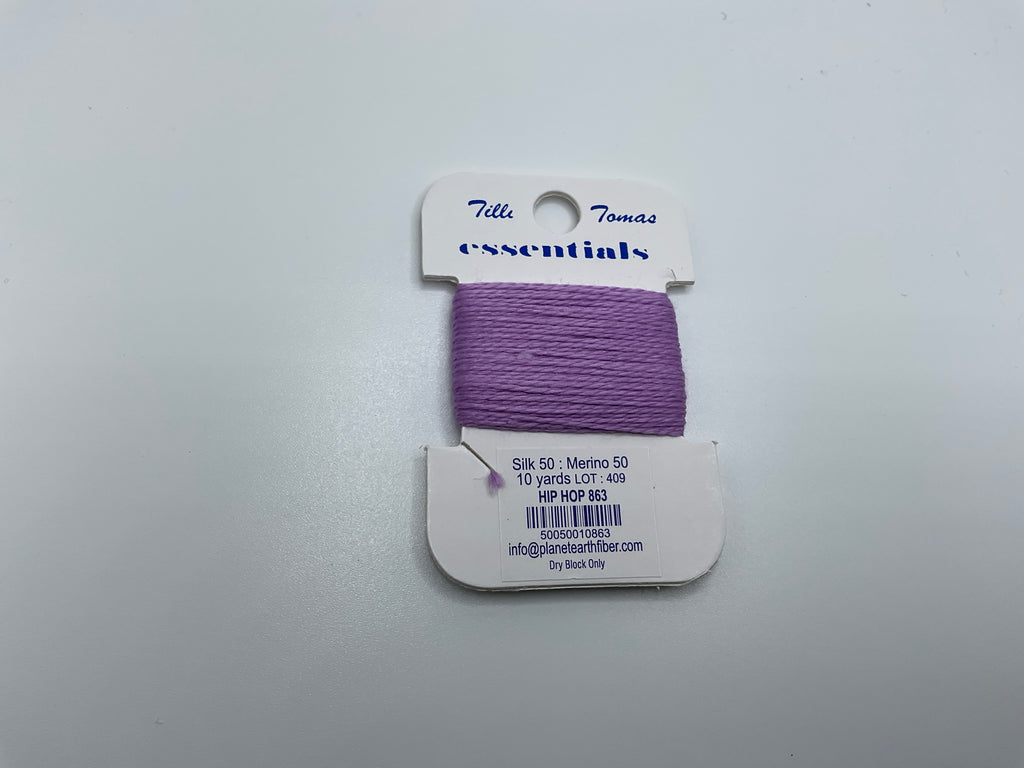 Tilli Tomas
essentials
Silk 50 : Merino 50
10 yards LOT : 409
HIP HOP 863
50050010863
info@planetearthfiber.com
Dry Block Only